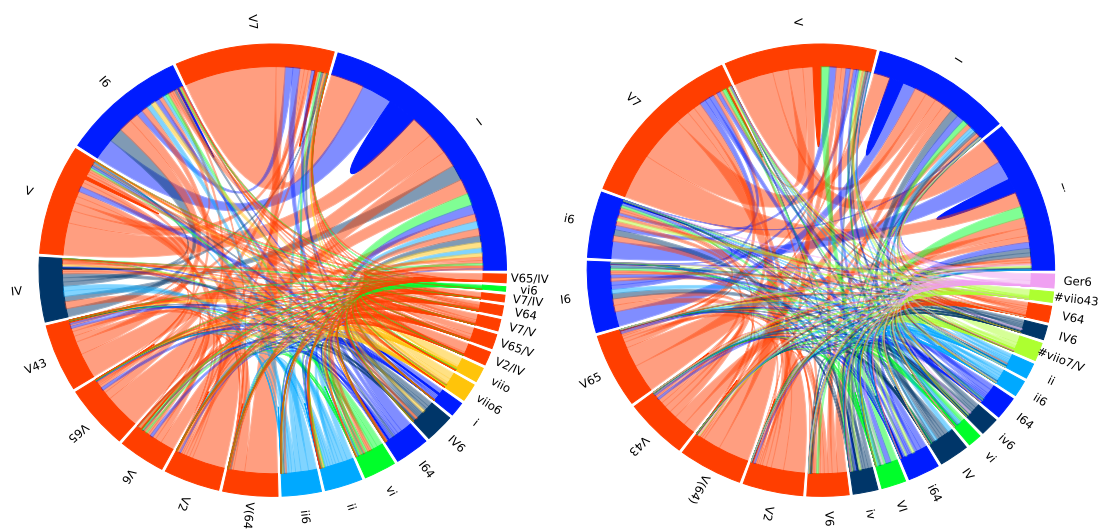 V7
I6
I
V
IV
V43
V65
V6
V2
V(64
ii6
ii
vi
I64
IV6
i
viio6
viio
V2/IV
V65/V
V7/V
V64
V7/IV
vi6
V65/IV
V
I
V7
i
i6
I6
V65
V43
V(64)
V2
V6
iv
VI
i64
IV
vi
iv6
I64
ii6
ii
#viio7/V
IV6
V64
#viio43
Ger6